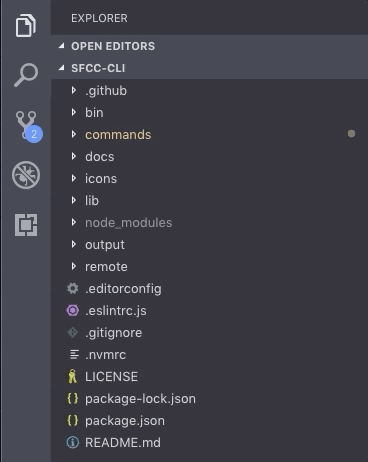 EXPLORER
OPEN EDITORS
SFCC-CLI
.github
bin
commands
docs
icons
lib
node_modules
output
remote
.editorconfig
.eslintrc.js
.gitignore
.nvmrc
LICENSE
package-lock.json
package.json
README.md
2